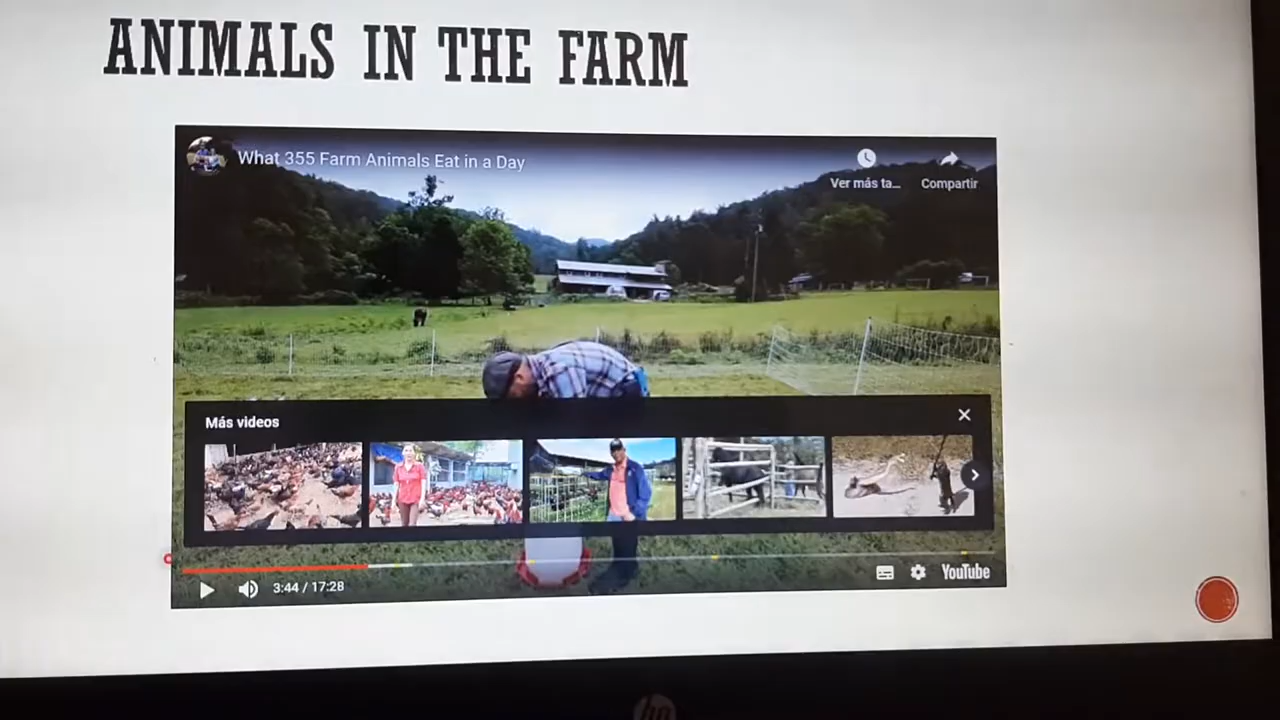 ANIMALS IN THE FARM
What 355 Farm Animals Eat in a Day
Ver más ta...
Compartir
Más videos
3:44 / 17:28
YouTube
hp